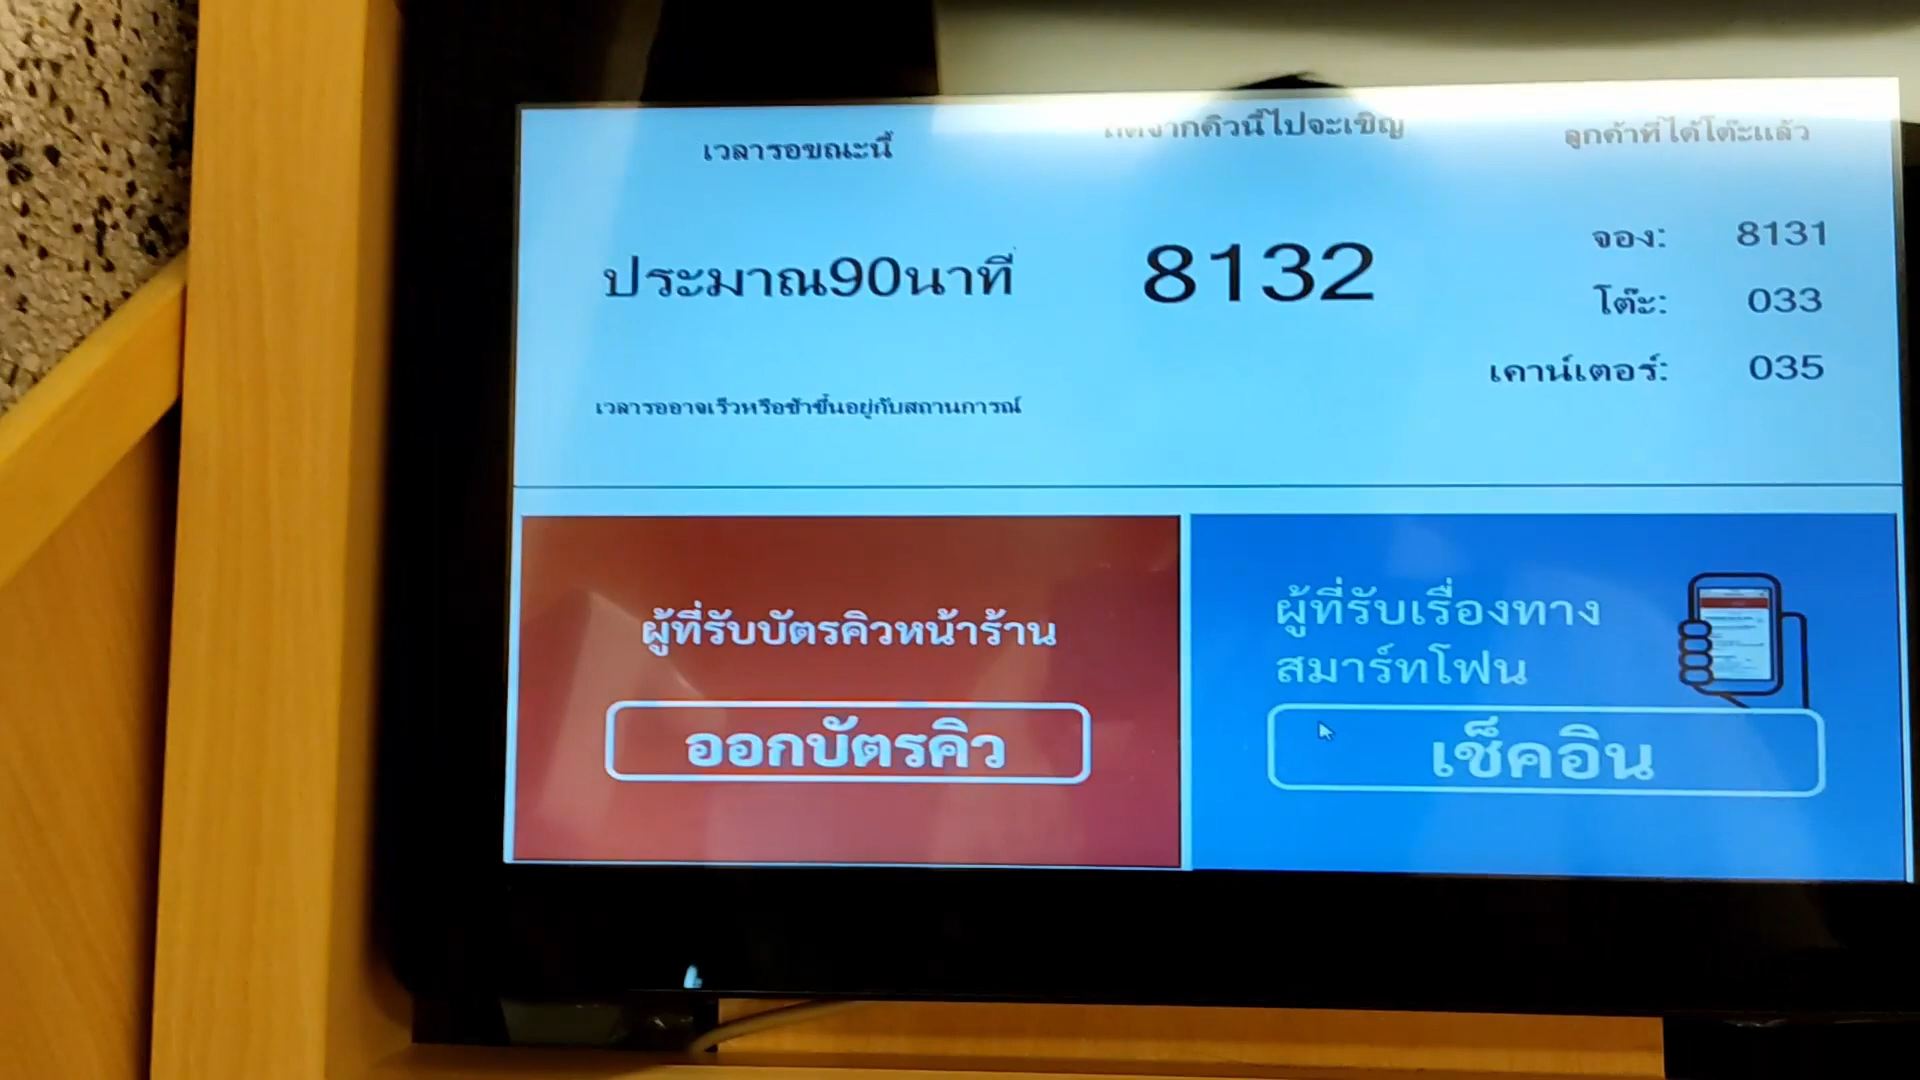 เวลารอขณะนี้
จากคิวนี้ไปจะเชิญ
ลูกค้าที่ได้โต๊ะแล้ว
ประมาณ90นาที
8132
จอง: 8131
โต๊ะ: 033
เคาน์เตอร์: 035
เวลารออาจเร็วหรือช้าขึ้นอยู่กับสถานการณ์
ผู้ที่รับบัตรคิวหน้าร้าน
ออกบัตรคิว
ผู้ที่รับเรื่องทาง
สมาร์ทโฟน
เช็คอิน